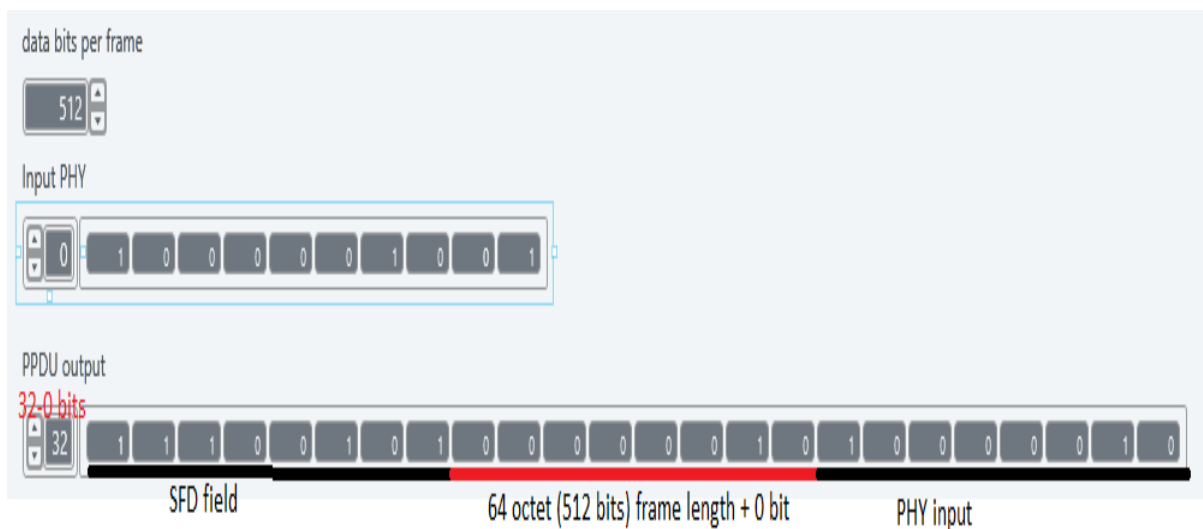 data bits per frame
512
Input PHY
0 1 0 0 0 0 0 1 0 0 1
PPDU output
32-0 bits
32 1 1 1 0 0 1 0 1 0 0 0 0 0 0 1 0 1 0 0 0 0 0 1 0
SFD field 64 octet (512 bits) frame length + 0 bit PHY input